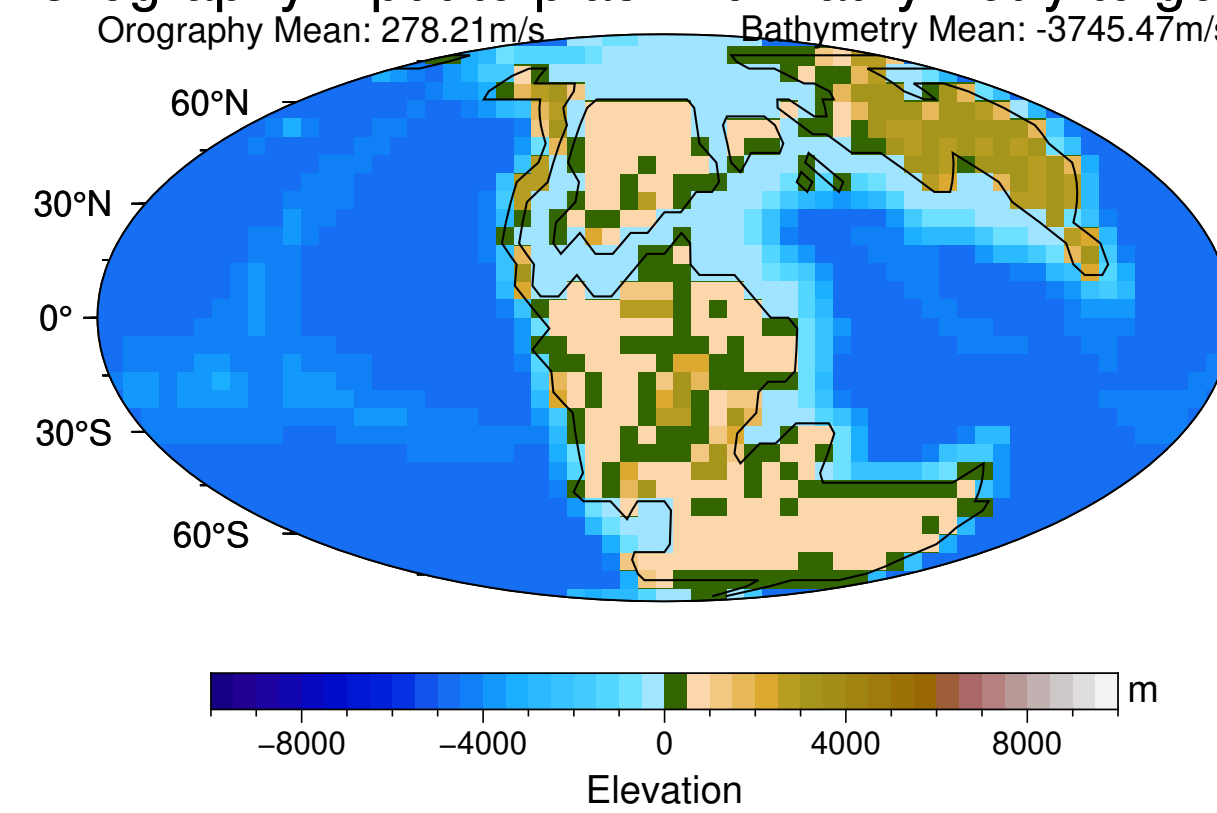 Orography Mean: 278.21m/s Bathymetry Mean: -3745.47m/s
60°N
30°N
0°
30°S
60°S
m
−8000 −4000 0 4000 8000
Elevation